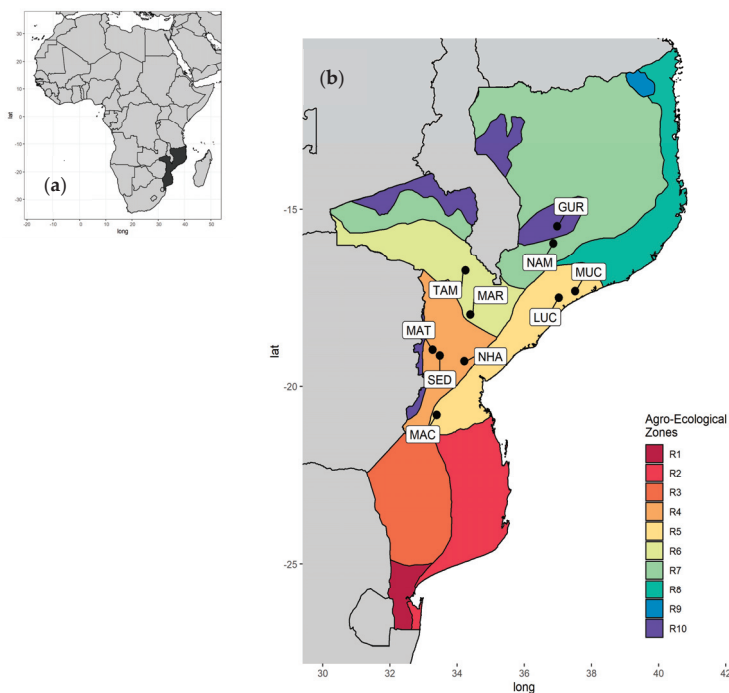 (a)
lat
30
20
10
0
-10
-20
-30
-20
-10
0
10
20
30
40
50
long
(b)
lat
-15
-20
-25
GUR
NAM
MUC
TAM
MAR
LUC
MAT
NHA
SED
MAC
Agro-Ecological
Zones
R1
R2
R3
R4
R5
R6
R7
R8
R9
R10
30
32
34
36
38
40
42
long